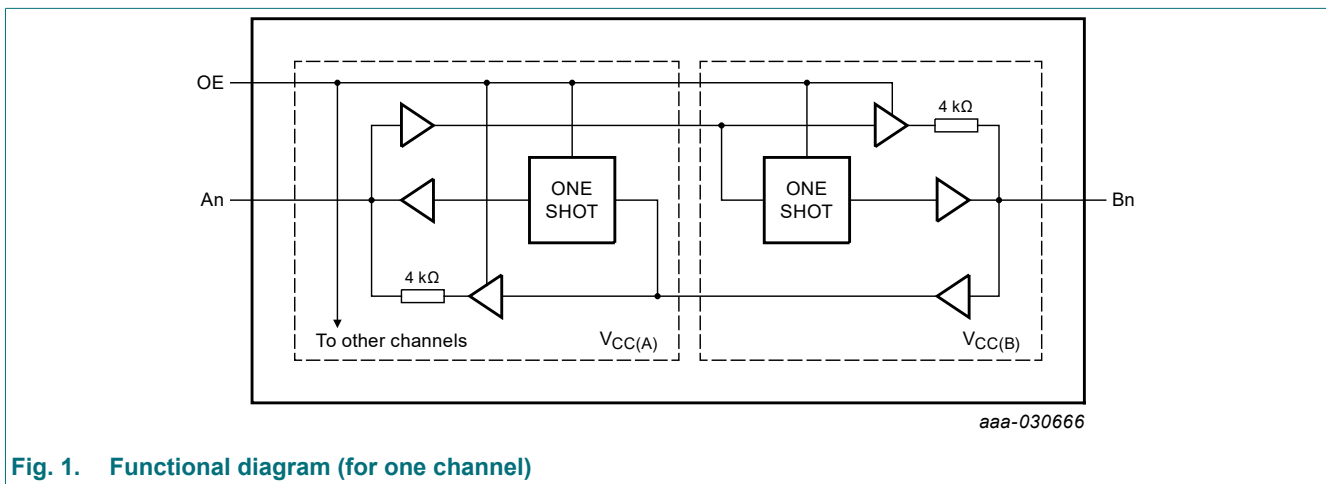 OE
4 kΩ
An
ONE
SHOT
ONE
SHOT
Bn
4 kΩ
To other channels
VCC(A)
VCC(B)
aaa-030666
Fig. 1. Functional diagram (for one channel)